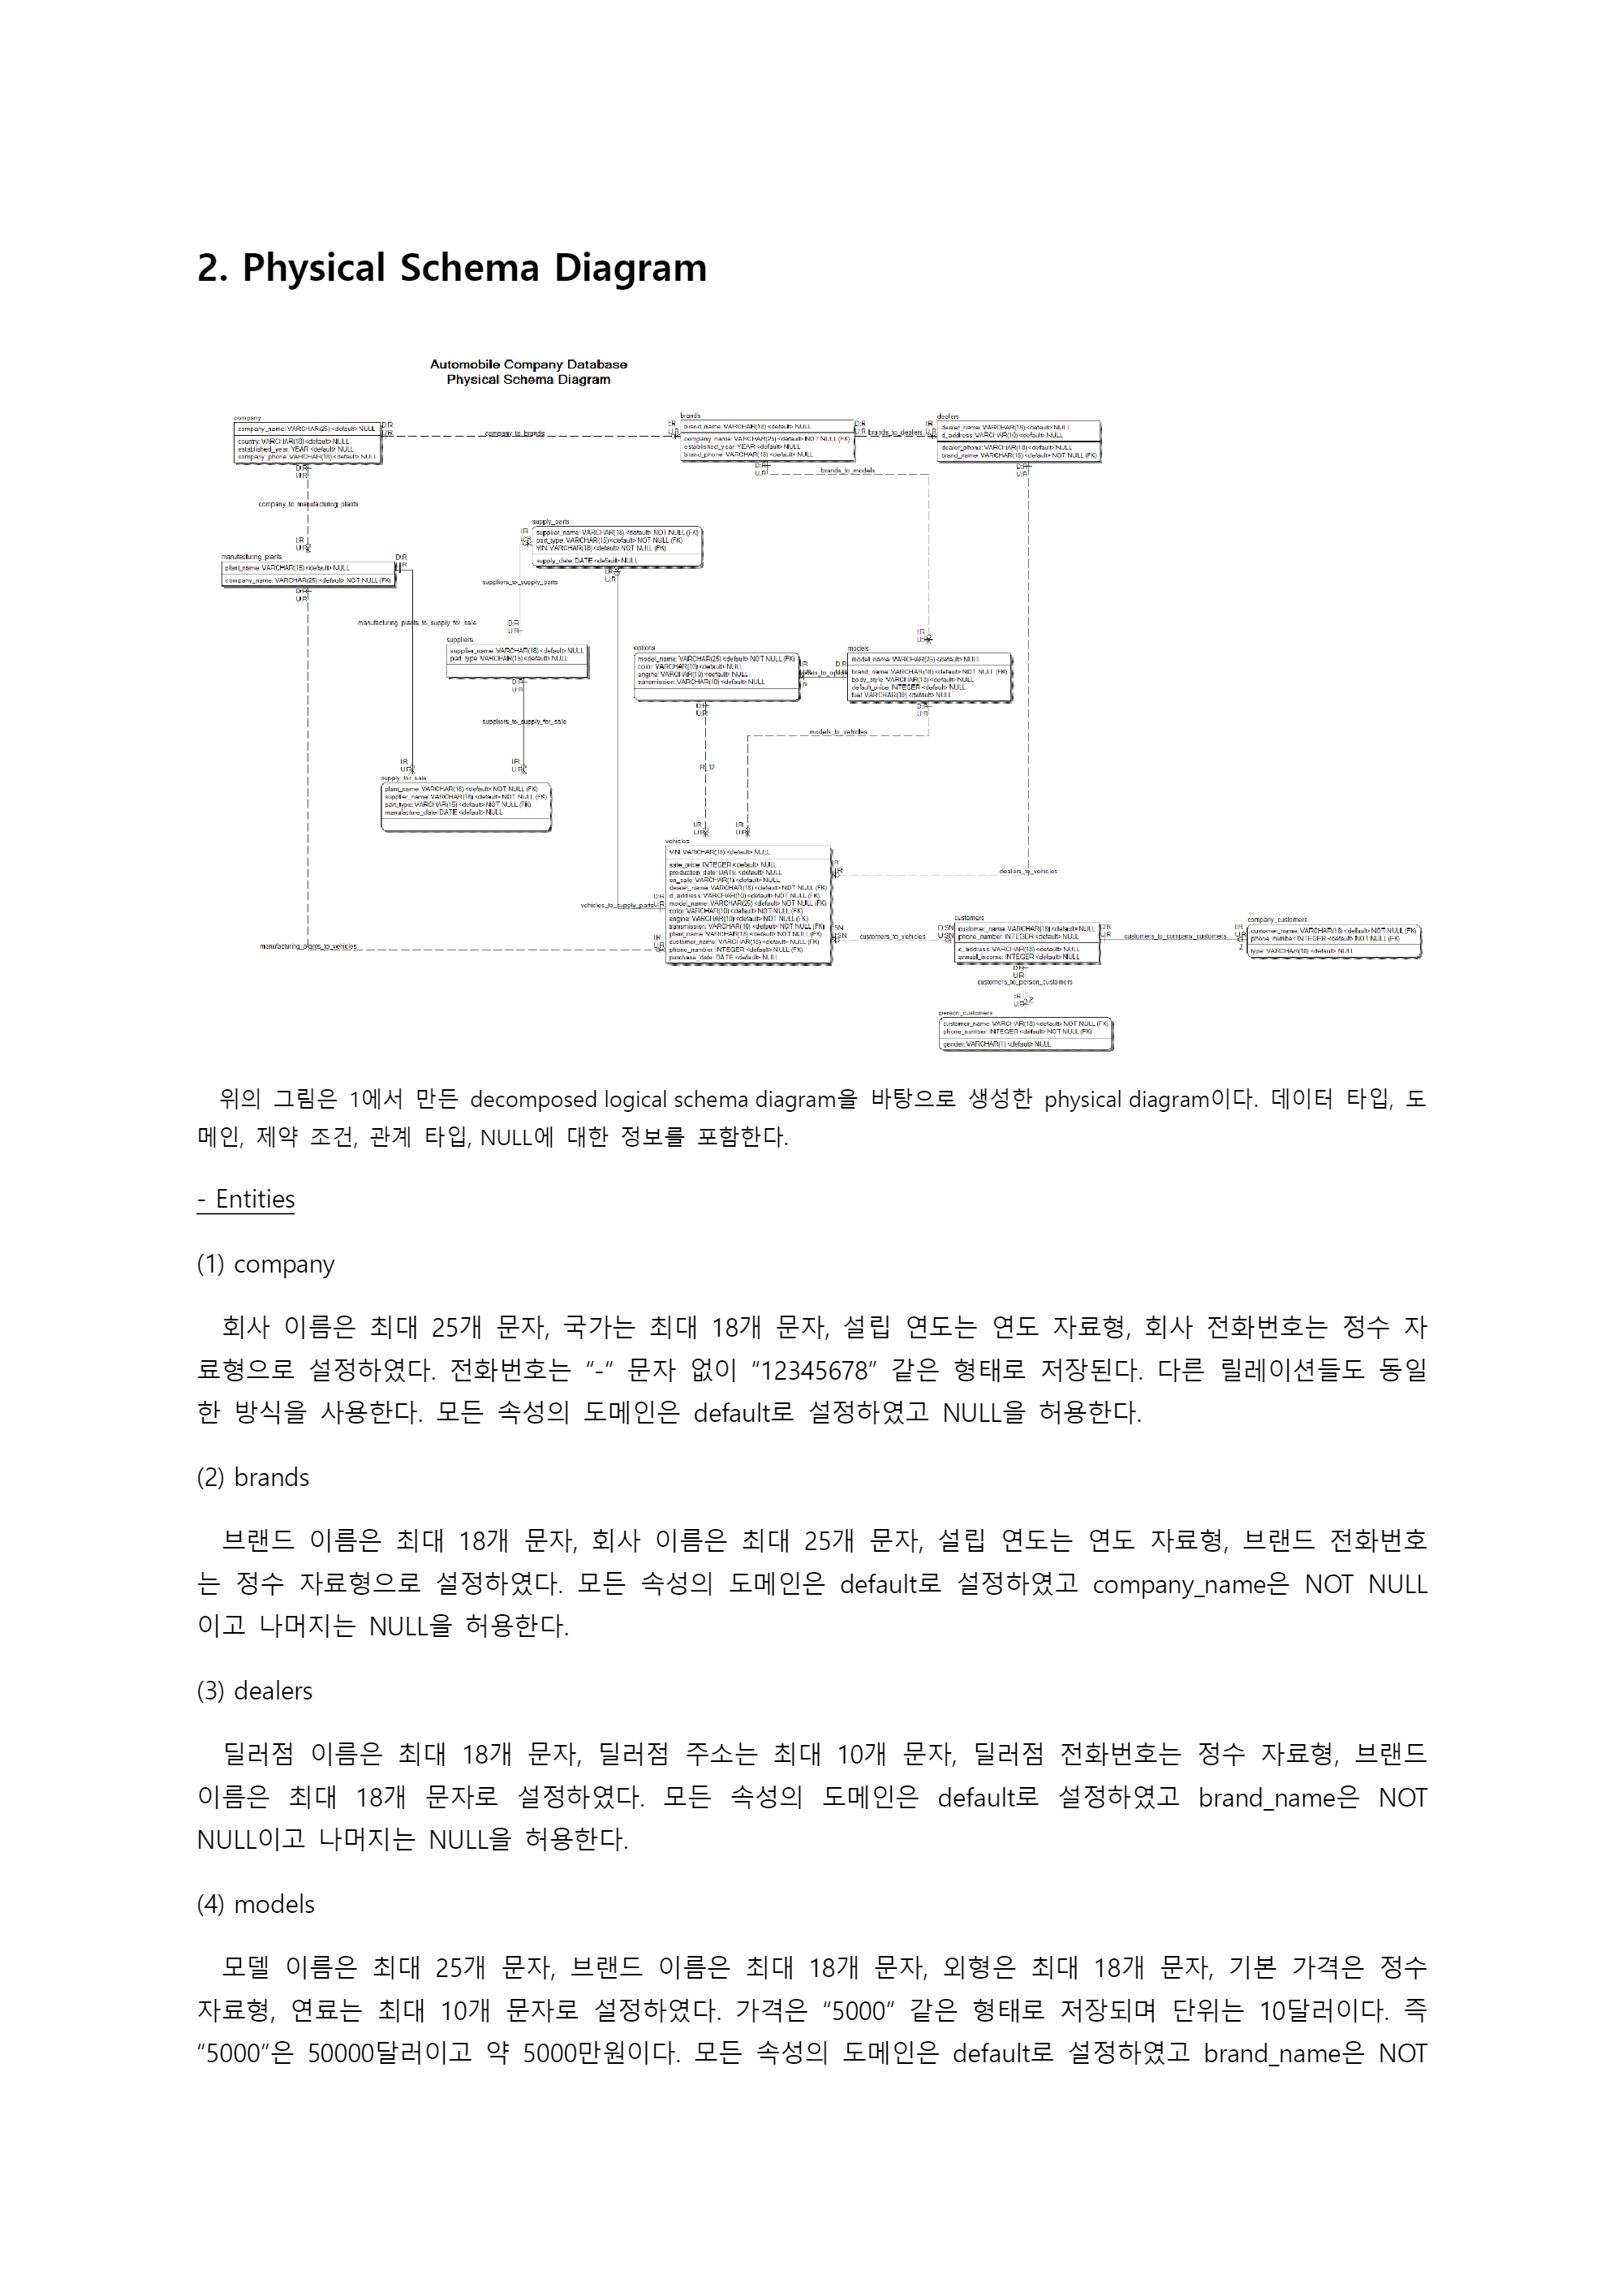 2. Physical Schema Diagram
Automobile Company Database
Physical Schema Diagram
company
company_name: VARCHAR(25) <default> NULL
country: VARCHAR(18) <default> NULL
established_year: YEAR <default> NULL
company_phone: VARCHAR(18) <default> NULL
company_to_brands
brands
brand_name: VARCHAR(18) <default> NULL
company_name: VARCHAR(25) <default> NOT NULL (FK)
established_year: YEAR <default> NULL
brand_phone: VARCHAR(18) <default> NULL
brands_to_dealers
dealers
dealer_name: VARCHAR(18) <default> NULL
d_address: VARCHAR(10) <default> NULL
dealer_phone: VARCHAR(18) <default> NULL
brand_name: VARCHAR(18) <default> NOT NULL (FK)
brands_to_models
company_to_manufacturing_plants
supply_parts
supplier_name: VARCHAR(18) <default> NOT NULL (FK)
part_type: VARCHAR(15) <default> NOT NULL (FK)
VIN: VARCHAR(18) <default> NOT NULL (FK)
supply_date: DATE <default> NULL
manufacturing_plants
plant_name: VARCHAR(18) <default> NULL
company_name: VARCHAR(25) <default> NOT NULL (FK)
suppliers_to_supply_parts
manufacturing_plants_to_supply_for_sale
suppliers
supplier_name: VARCHAR(18) <default> NULL
part_type: VARCHAR(15) <default> NULL
options
model_name: VARCHAR(25) <default> NOT NULL (FK)
color: VARCHAR(10) <default> NULL
engine: VARCHAR(10) <default> NULL
transmission: VARCHAR(10) <default> NULL
models
model_name: VARCHAR(25) <default> NULL
brand_name: VARCHAR(18) <default> NOT NULL (FK)
body_style: VARCHAR(18) <default> NULL
default_price: INTEGER <default> NULL
fuel: VARCHAR(10) <default> NULL
suppliers_to_supply_for_sale
models_to_vehicles
supply_for_sale
plant_name: VARCHAR(18) <default> NOT NULL (FK)
supplier_name: VARCHAR(18) <default> NOT NULL (FK)
part_type: VARCHAR(15) <default> NOT NULL (FK)
manufacture_date: DATE <default> NULL
vehicles
VIN: VARCHAR(18) <default> NULL
sale_price: INTEGER <default> NULL
production_date: DATE <default> NULL
on_sale: VARCHAR(1) <default> NULL
dealer_name: VARCHAR(18) <default> NOT NULL (FK)
d_address: VARCHAR(10) <default> NOT NULL (FK)
model_name: VARCHAR(25) <default> NOT NULL (FK)
color: VARCHAR(10) <default> NOT NULL (FK)
engine: VARCHAR(10) <default> NOT NULL (FK)
transmission: VARCHAR(10) <default> NOT NULL (FK)
plant_name: VARCHAR(18) <default> NOT NULL (FK)
customer_name: VARCHAR(18) <default> NULL (FK)
phone_number: INTEGER <default> NULL (FK)
purchase_date: DATE <default> NULL
dealers_to_vehicles
vehicles_to_supply_parts
manufacturing_plants_to_vehicles
customers_to_vehicles
customers
customer_name: VARCHAR(18) <default> NULL
phone_number: INTEGER <default> NULL
c_address: VARCHAR(18) <default> NULL
annual_income: INTEGER <default> NULL
customers_to_company_customers
company_customers
customer_name: VARCHAR(18) <default> NOT NULL (FK)
phone_number: INTEGER <default> NOT NULL (FK)
type: VARCHAR(18) <default> NULL
customers_to_person_customers
person_customers
customer_name: VARCHAR(18) <default> NOT NULL (FK)
phone_number: INTEGER <default> NOT NULL (FK)
gender: VARCHAR(1) <default> NULL
위의 그림은 1에서 만든 decomposed logical schema diagram을 바탕으로 생성한 physical diagram이다. 데이터 타입, 도
메인, 제약 조건, 관계 타입, NULL에 대한 정보를 포함한다.
- Entities
(1) company
회사 이름은 최대 25개 문자, 국가는 최대 18개 문자, 설립 연도는 연도 자료형, 회사 전화번호는 정수 자
료형으로 설정하였다. 전화번호는 “-“ 문자 없이 “12345678” 같은 형태로 저장된다. 다른 릴레이션들도 동일
한 방식을 사용한다. 모든 속성의 도메인은 default로 설정하였고 NULL을 허용한다.
(2) brands
브랜드 이름은 최대 18개 문자, 회사 이름은 최대 25개 문자, 설립 연도는 연도 자료형, 브랜드 전화번호
는 정수 자료형으로 설정하였다. 모든 속성의 도메인은 default로 설정하였고 company_name은 NOT NULL
이고 나머지는 NULL을 허용한다.
(3) dealers
딜러점 이름은 최대 18개 문자, 딜러점 주소는 최대 10개 문자, 딜러점 전화번호는 정수 자료형, 브랜드
이름은 최대 18개 문자로 설정하였다. 모든 속성의 도메인은 default로 설정하였고 brand_name은 NOT
NULL이고 나머지는 NULL을 허용한다.
(4) models
모델 이름은 최대 25개 문자, 브랜드 이름은 최대 18개 문자, 외형은 최대 18개 문자, 기본 가격은 정수
자료형, 연료는 최대 10개 문자로 설정하였다. 가격은 “5000” 같은 형태로 저장되며 단위는 10달러이다. 즉
“5000”은 50000달러이고 약 5000만원이다. 모든 속성의 도메인은 default로 설정하였고 brand_name은 NOT